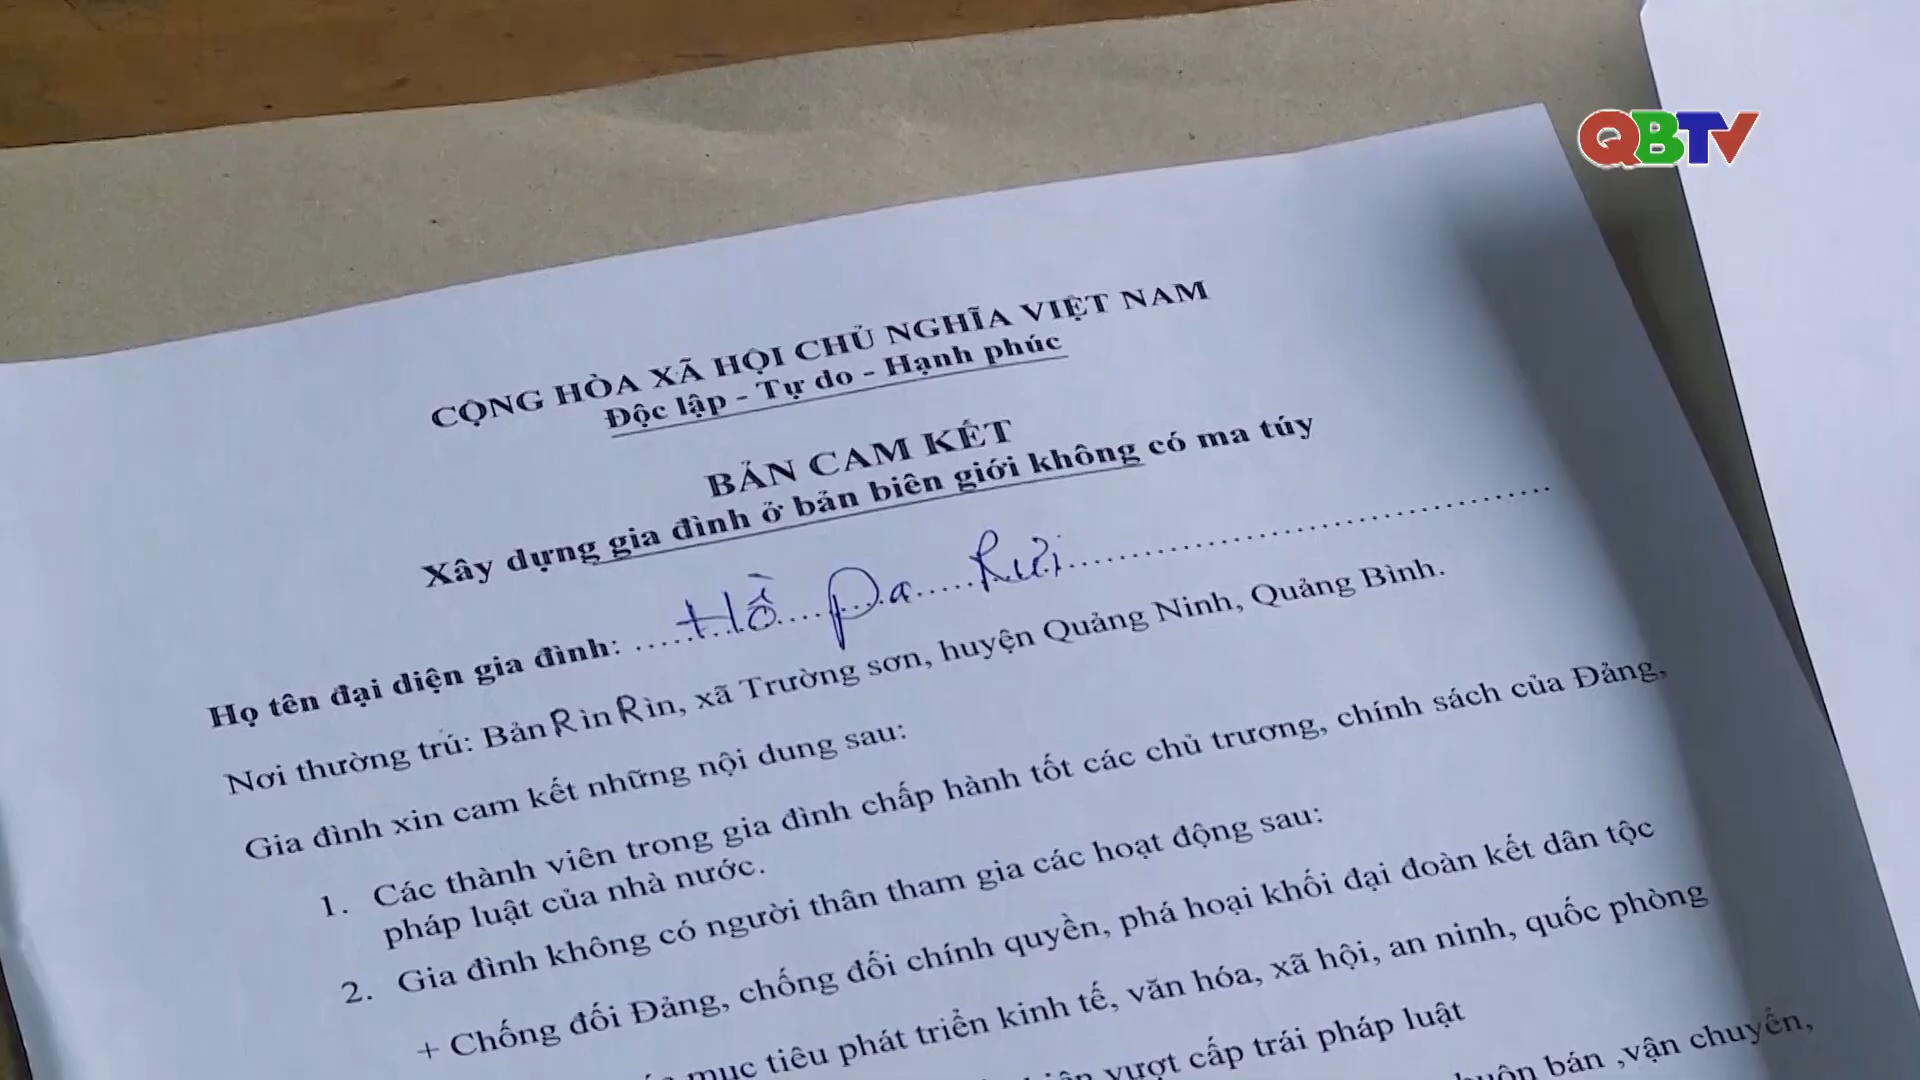 QBTV
CỘNG HÒA XÃ HỘI CHỦ NGHĨA VIỆT NAM
Độc lập - Tự do - Hạnh phúc
BẢN CAM KẾT
Xây dựng gia đình ở bản biên giới không có ma túy
Họ tên đại diện gia đình: Hồ Pa Rưi
Nơi thường trú: Bản Rìn Rìn, xã Trường sơn, huyện Quảng Ninh, Quảng Bình.
Gia đình xin cam kết những nội dung sau:
1. Các thành viên trong gia đình chấp hành tốt các chủ trương, chính sách của Đảng,
pháp luật của nhà nước.
2. Gia đình không có người thân tham gia các hoạt động sau:
+ Chống đối Đảng, chống đối chính quyền, phá hoại khối đại đoàn kết dân tộc
mục tiêu phát triển kinh tế, văn hóa, xã hội, an ninh, quốc phòng
vượt cấp trái pháp luật
buôn bán ,vận chuyển,